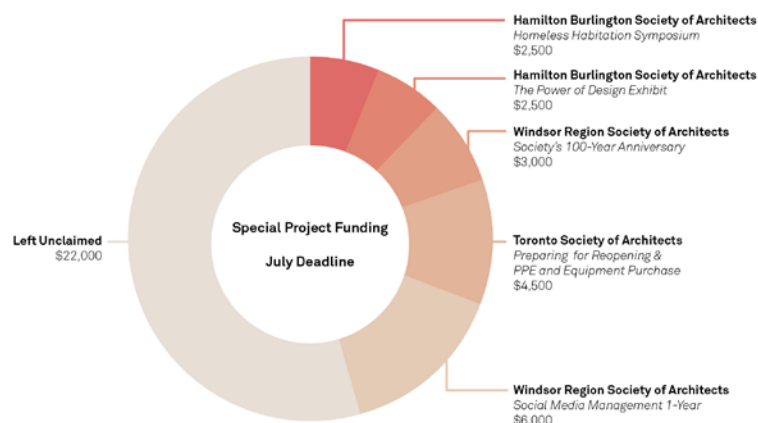 Hamilton Burlington Society of Architects
Homeless Habitation Symposium
$2,500
Hamilton Burlington Society of Architects
The Power of Design Exhibit
$2,500
Windsor Region Society of Architects
Society's 100-Year Anniversary
$3,000
Special Project Funding
July Deadline
Left Unclaimed
$22,000
Toronto Society of Architects
Preparing for Reopening &
PPE and Equipment Purchase
$4,500
Windsor Region Society of Architects
Social Media Management 1-Year
$6,000